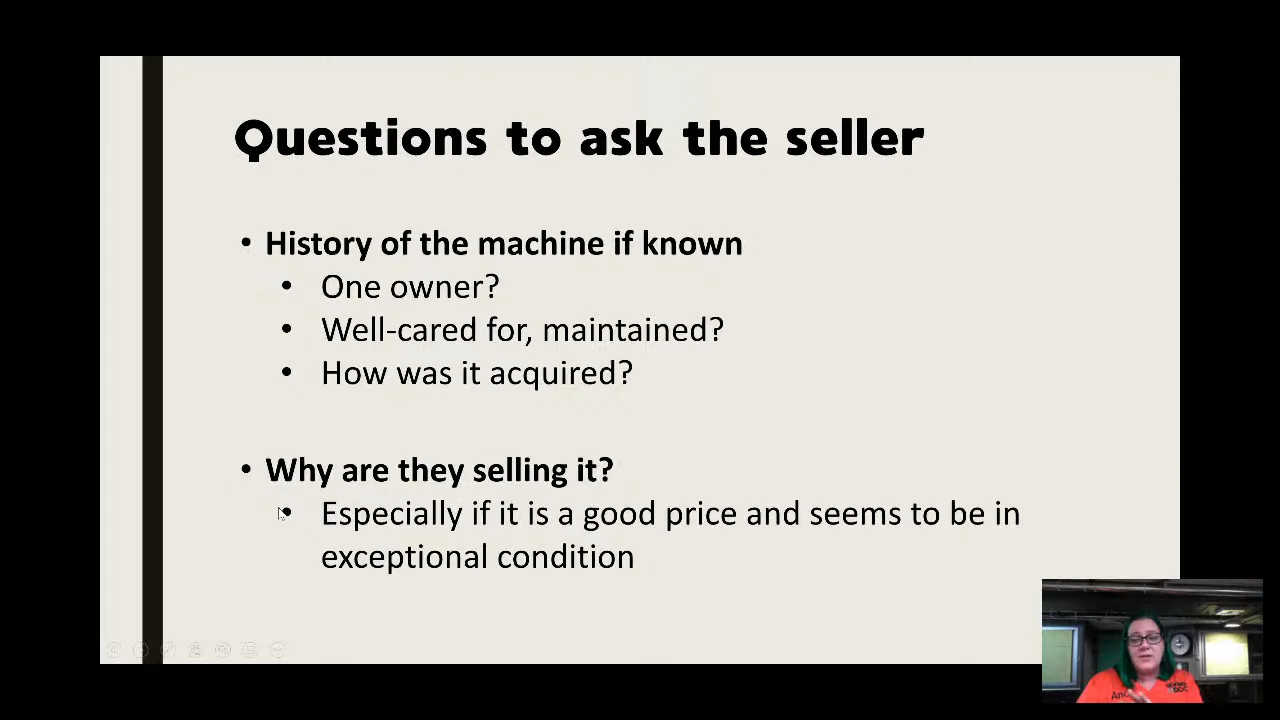 Questions to ask the seller
• History of the machine if known
• One owner?
• Well-cared for, maintained?
• How was it acquired?
• Why are they selling it?
• Especially if it is a good price and seems to be in
exceptional condition